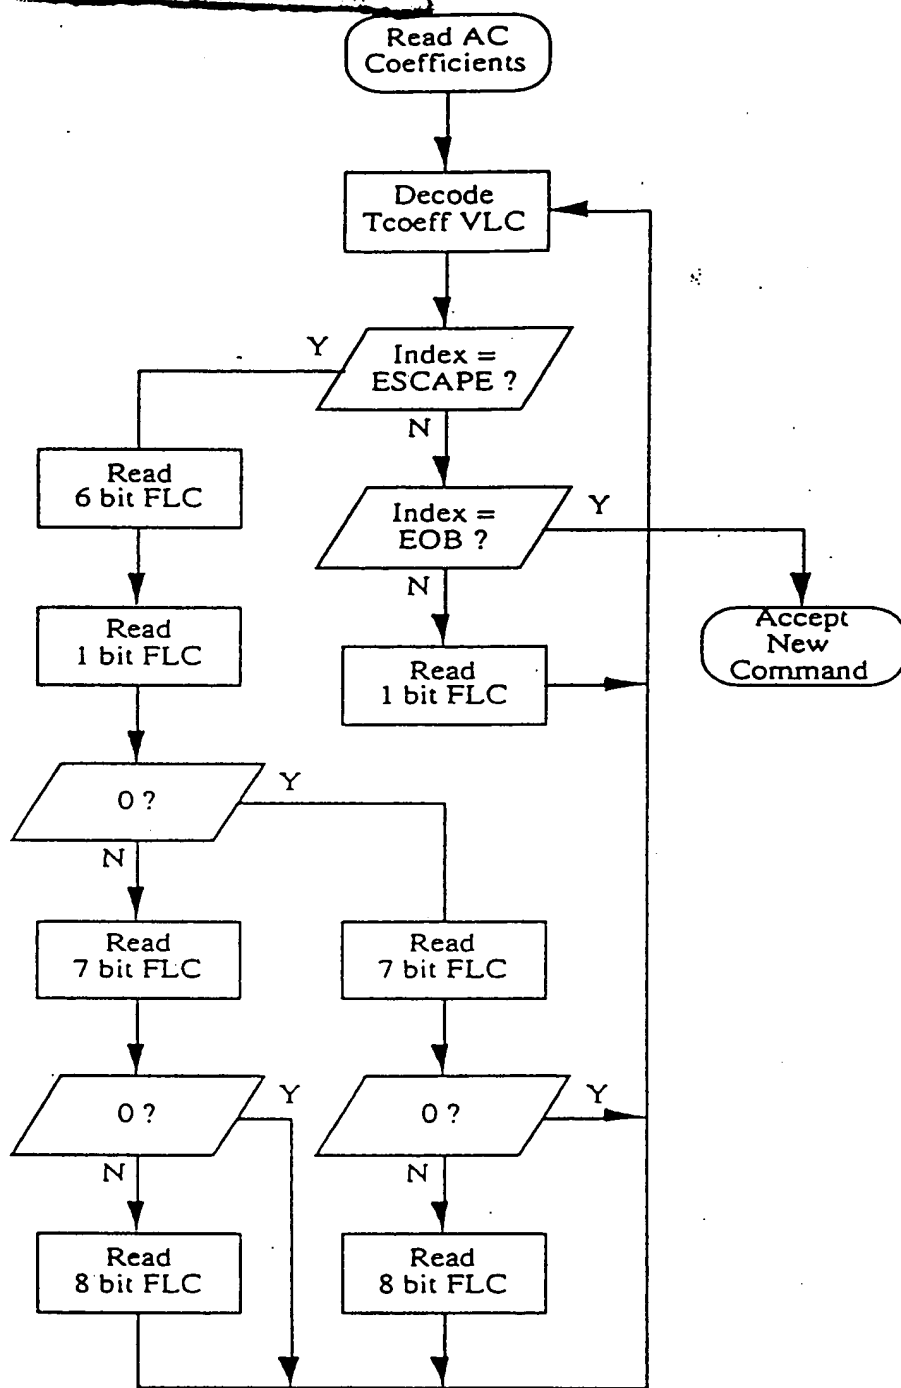 Read AC
Coefficients
Decode
Tcoeff VLC
Y
Index =
ESCAPE ?
N
Read
6 bit FLC
Index =
EOB ?
Y
N
Read
1 bit FLC
Read
1 bit FLC
Accept
New
Command
0 ?
Y
N
Read
7 bit FLC
Read
7 bit FLC
0 ?
Y
N
0 ?
Y
N
Read
8 bit FLC
Read
8 bit FLC